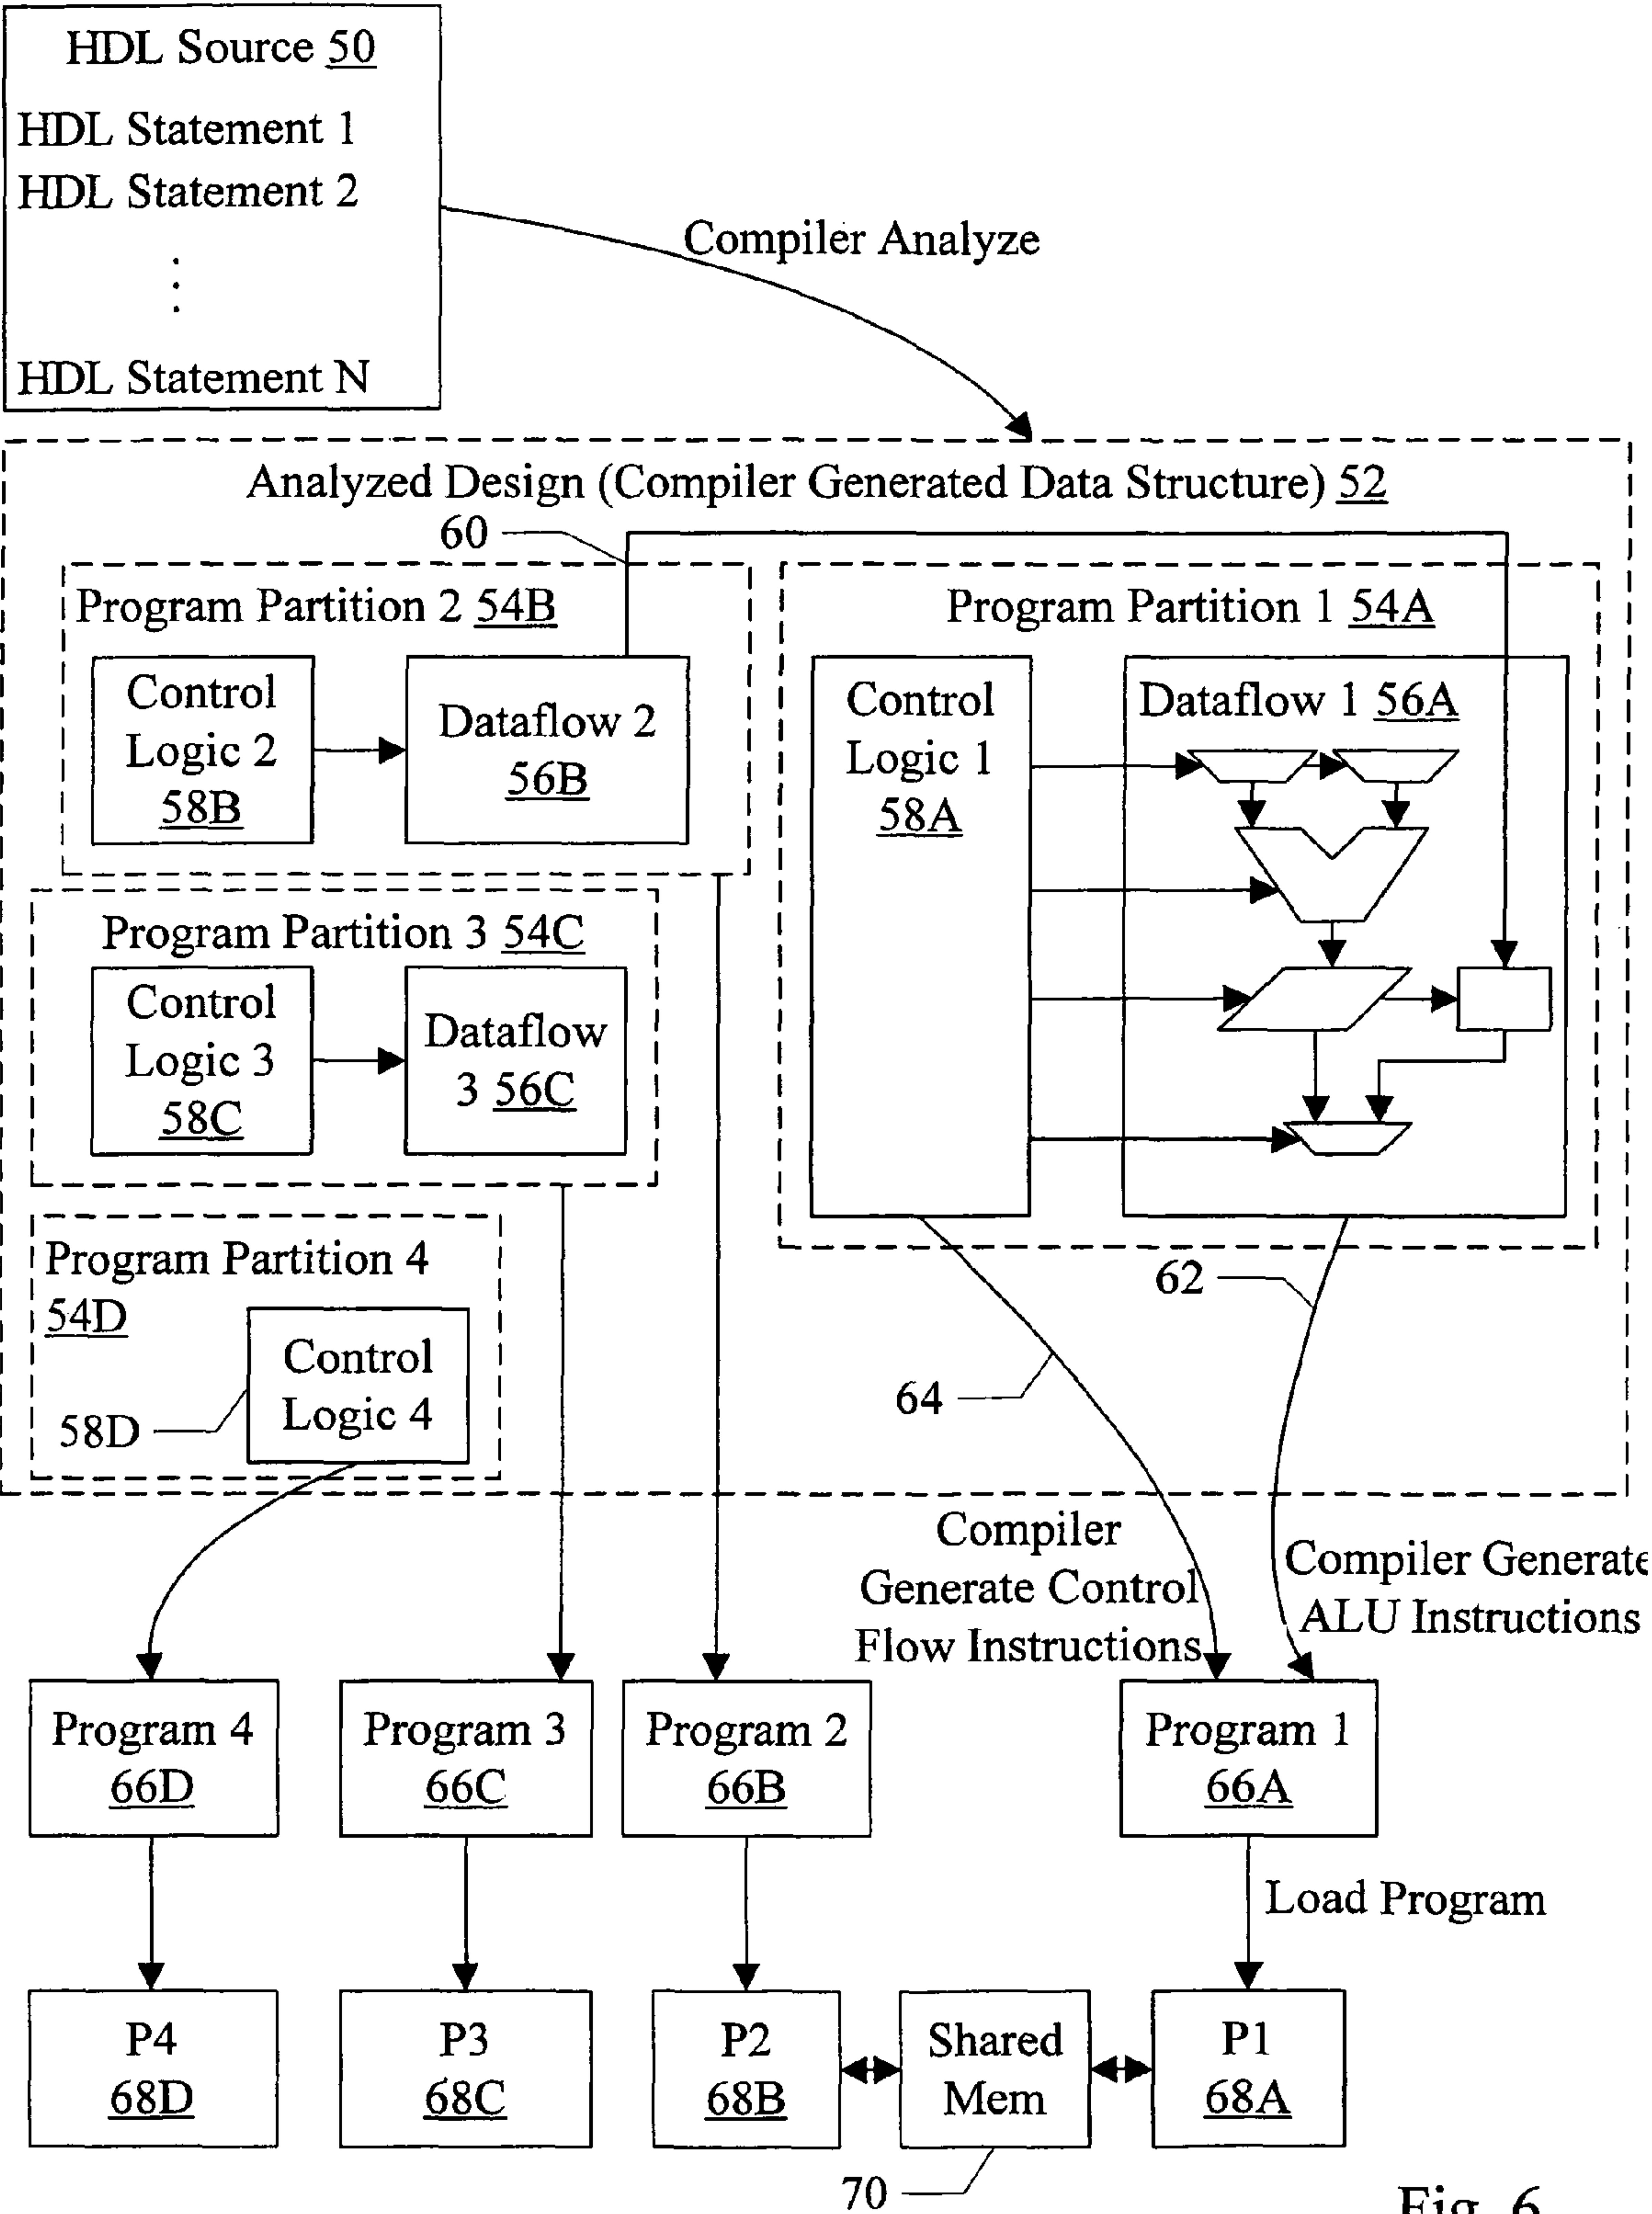 HDL Source 50
HDL Statement 1
HDL Statement 2
.
.
.
HDL Statement N
Compiler Analyze
Analyzed Design (Compiler Generated Data Structure) 52
60
Program Partition 2 54B
Control
Logic 2
58B
Dataflow 2
56B
Program Partition 1 54A
Control
Logic 1
58A
Dataflow 1 56A
Program Partition 3 54C
Control
Logic 3
58C
Dataflow
3 56C
Program Partition 4
54D
Control
Logic 4
58D
62
64
Compiler
Generate Control
Flow Instructions
Compiler Generate
ALU Instructions
Program 4
66D
Program 3
66C
Program 2
66B
Program 1
66A
Load Program
P4
68D
P3
68C
P2
68B
Shared
Mem
P1
68A
70
Fig. 6